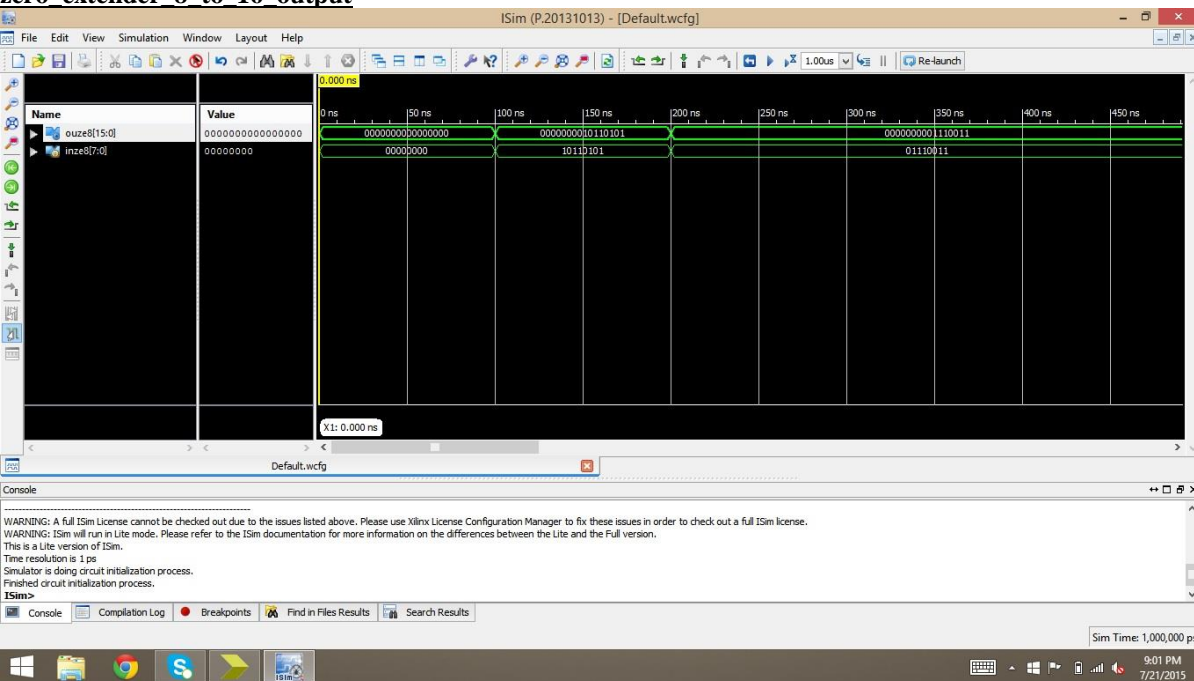 zero_extender_8_to_16_output
ISim (P.20131013) - [Default.wcfg]
File Edit View Simulation Window Layout Help
1.00us Re-launch
0.000 ns
Name Value
0 ns 50 ns 100 ns 150 ns 200 ns 250 ns 300 ns 350 ns 400 ns 450 ns
ouze8[15:0] 0000000000000000 0000000000000000 0000000010110101 0000000001110011
inze8[7:0] 00000000 00000000 10110101 01110011
X1: 0.000 ns
Default.wcfg
Console
WARNING: A full ISim License cannot be checked out due to the issues listed above. Please use Xilinx License Configuration Manager to fix these issues in order to check out a full ISim license.
WARNING: ISim will run in Lite mode. Please refer to the ISim documentation for more information on the differences between the Lite and the Full version.
This is a Lite version of ISim.
Time resolution is 1 ps
Simulator is doing circuit initialization process.
Finished circuit initialization process.
ISim>
Console Compilation Log Breakpoints Find in Files Results Search Results
Sim Time: 1,000,000 ps
ISim
9:01 PM
7/21/2015